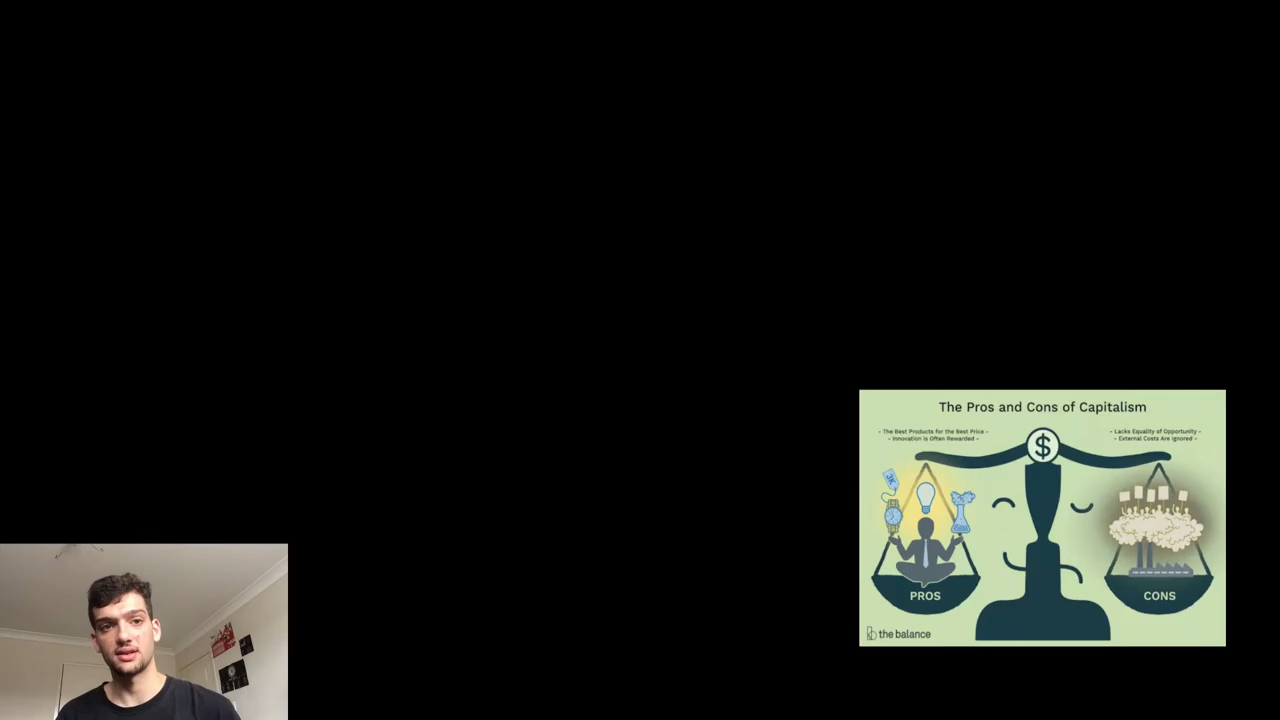 The Pros and Cons of Capitalism
- The Best Products for the Best Price -
- Innovation is Often Rewarded -
- Lacks Equality of Opportunity -
- External Costs Are Ignored -
$
PROS
CONS
the balance